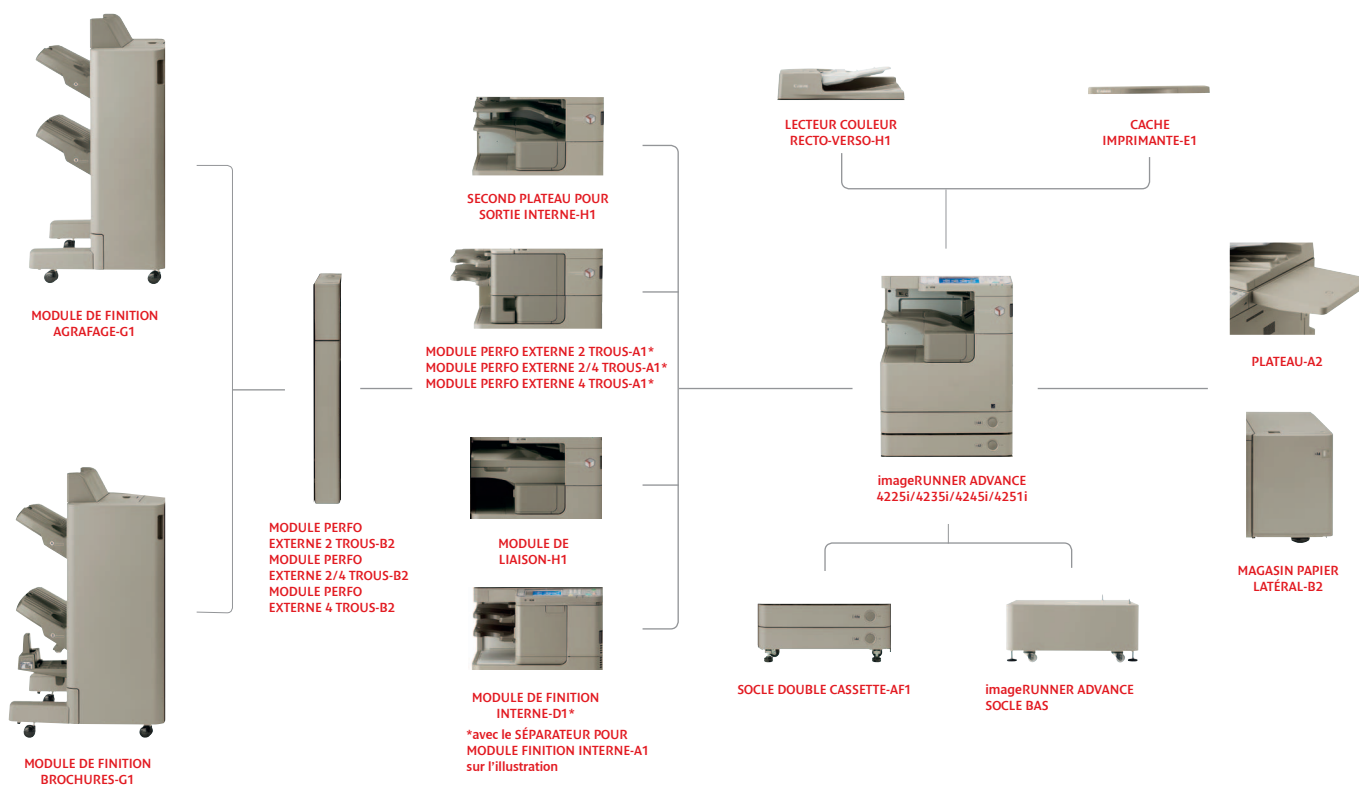 LECTEUR COULEUR
RECTO-VERSO-H1
CACHE
IMPRIMANTE-E1
SECOND PLATEAU POUR
SORTIE INTERNE-H1
MODULE DE FINITION
AGRAFAGE-G1
MODULE PERFO EXTERNE 2 TROUS-A1*
MODULE PERFO EXTERNE 2/4 TROUS-A1*
MODULE PERFO EXTERNE 4 TROUS-A1*
PLATEAU-A2
imageRUNNER ADVANCE
4225i/4235i/4245i/4251i
MODULE PERFO
EXTERNE 2 TROUS-B2
MODULE PERFO
EXTERNE 2/4 TROUS-B2
MODULE PERFO
EXTERNE 4 TROUS-B2
MODULE DE
LIAISON-H1
MAGASIN PAPIER
LATÉRAL-B2
MODULE DE FINITION
INTERNE-D1*
*avec le SÉPARATEUR POUR
MODULE FINITION INTERNE-A1
sur l'illustration
SOCLE DOUBLE CASSETTE-AF1
imageRUNNER ADVANCE
SOCLE BAS
MODULE DE FINITION
BROCHURES-G1